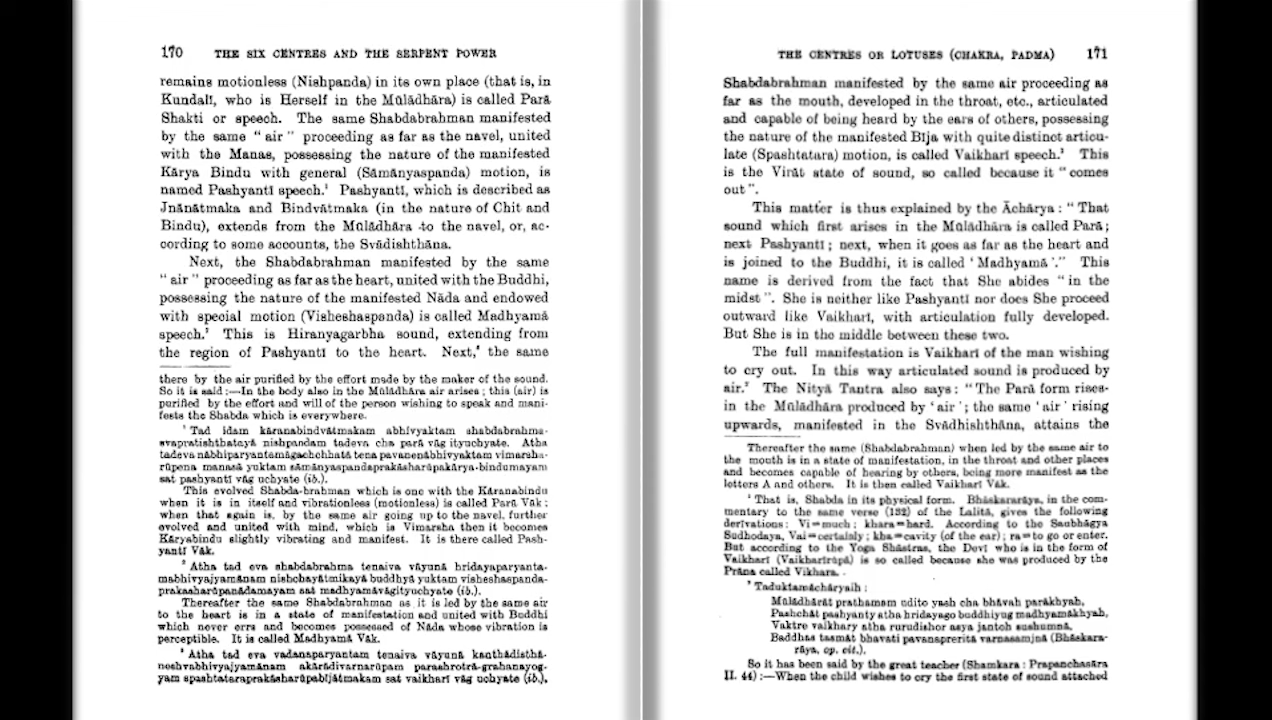 170 THE SIX CENTRES AND THE SERPENT POWER
remains motionless (Nishpanda) in its own place (that is, in
Kundalī, who is Herself in the Mūlādhāra) is called Parā
Shakti or speech. The same Shabdabrahman manifested
by the same “ air ” proceeding as far as the navel, united
with the Manas, possessing the nature of the manifested
Kārya Bindu with general (Sāmānyaspanda) motion, is
named Pashyantī speech.¹ Pashyantī, which is described as
Jnānātmaka and Bindvātmaka (in the nature of Chit and
Bindu), extends from the Mūlādhāra to the navel, or, ac-
cording to some accounts, the Svādishthāna.
Next, the Shabdabrahman manifested by the same
“ air ” proceeding as far as the heart, united with the Buddhi,
possessing the nature of the manifested Nāda and endowed
with special motion (Visheshaspanda) is called Madhyamā
speech.² This is Hiranyagarbha sound, extending from
the region of Pashyantī to the heart. Next,³ the same
there by the air purified by the effort made by the maker of the sound.
So it is said :—In the body also in the Mūlādhāra air arises ; this (air) is
purified by the effort and will of the person wishing to speak and mani-
fests the Shabda which is everywhere.
¹ Tad idam kāranabindvātmakam abhivyaktam shabdabrahma-
svapratishthatayā nishpandam tadeva cha parā vāg ityuchyate. Atha
tadeva nābhiparyantamāgachchhatā tena pavanenābhivyaktam vimarsha-
rūpena manasā yuktam sāmānyaspandaprakāsharūpakārya-bindumayam
sat pashyantī vāg uchyate (ib.).
This evolved Shabda-brahman which is one with the Kāranabindu
when it is in itself and vibrationless (motionless) is called Parā Vāk ;
when that again is, by the same air going up to the navel, further
evolved and united with mind, which is Vimarsha then it becomes
Kāryabindu slightly vibrating and manifest. It is there called Pash-
yantī Vāk.
² Atha tad eva shabdabrahma tenaiva vāyunā hridayaparyanta-
mabhivyajyamānam nishchayātmikayā buddhyā yuktam visheshaspanda-
prakasharūpanādamayam sat madhyamāvāgityuchyate (ib.).
Thereafter the same Shabdabrahman as it is led by the same air
to the heart is in a state of manifestation and united with Buddhi
which never errs and becomes possessed of Nāda whose vibration is
perceptible. It is called Madhyamā Vāk.
³ Atha tad eva vadanaparyantam tenaiva vāyunā kanthādisthā-
neshvabhivyajyamānam akārādivarnarūpam parashrotrā-grahanayog-
yam spashtataraprakāsharūpabījātmakam sat vaikharī vāg uchyate (ib.).
THE CENTRES OR LOTUSES (CHAKRA, PADMA) 171
Shabdabrahman manifested by the same air proceeding as
far as the mouth, developed in the throat, etc., articulated
and capable of being heard by the ears of others, possessing
the nature of the manifested Bīja with quite distinct articu-
late (Spashtatara) motion, is called Vaikharī speech.¹ This
is the Virāt state of sound, so called because it “ comes
out ”.
This matter is thus explained by the Āchārya : “ That
sound which first arises in the Mūlādhāra is called Parā ;
next Pashyantī ; next, when it goes as far as the heart and
is joined to the Buddhi, it is called ‘ Madhyamā ’.” This
name is derived from the fact that She abides “ in the
midst ”. She is neither like Pashyantī nor does She proceed
outward like Vaikharī, with articulation fully developed.
But She is in the middle between these two.
The full manifestation is Vaikharī of the man wishing
to cry out. In this way articulated sound is produced by
air.² The Nityā Tantra also says : “ The Parā form rises-
in the Mūlādhāra produced by ‘ air ’ ; the same ‘ air ’ rising
upwards, manifested in the Svādhishthāna, attains the
Thereafter the same (Shabdabrahman) when led by the same air to
the mouth is in a state of manifestation, in the throat and other places
and becomes capable of hearing by others, being more manifest as the
letters A and others. It is then called Vaikharī Vāk.
¹ That is, Shabda in its physical form. Bhāskararāya, in the com-
mentary to the same verse (132) of the Lalitā, gives the following
derivations : Vi=much ; khara=hard. According to the Saubhāgya
Sudhodaya, Vai=certainly ; kha=cavity (of the ear) ; ra=to go or enter.
But according to the Yoga Shāstras, the Devī who is in the form of
Vaikharī (Vaikharīrūpā) is so called because she was produced by the
Prāna called Vikhara.
² Taduktamāchāryaih :
Mūlādhārāt prathamam udito yash cha bhāvah parākhyah,
Pashchāt pashyanty atha hridayago buddhiyug madhyamākhyah,
Vaktre vaikhary atha rurudishor asya jantoh sushumnā,
Baddhas tasmāt bhavati pavanapreritā varnasamjnā (Bhāskara-
rāya, op. cit.).
So it has been said by the great teacher (Shamkara : Prapanchasāra
II. 44) :—When the child wishes to cry the first state of sound attached